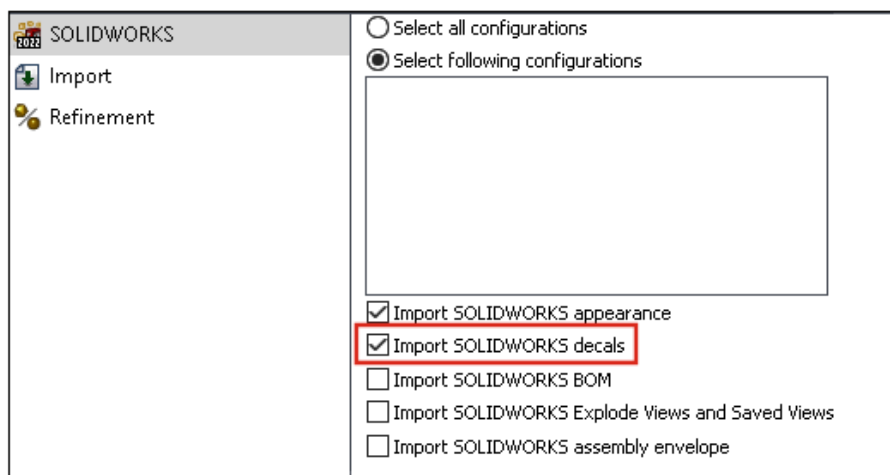 SOLIDWORKS
Import
Refinement
Select all configurations
Select following configurations
Import SOLIDWORKS appearance
Import SOLIDWORKS decals
Import SOLIDWORKS BOM
Import SOLIDWORKS Explode Views and Saved Views
Import SOLIDWORKS assembly envelope
2022